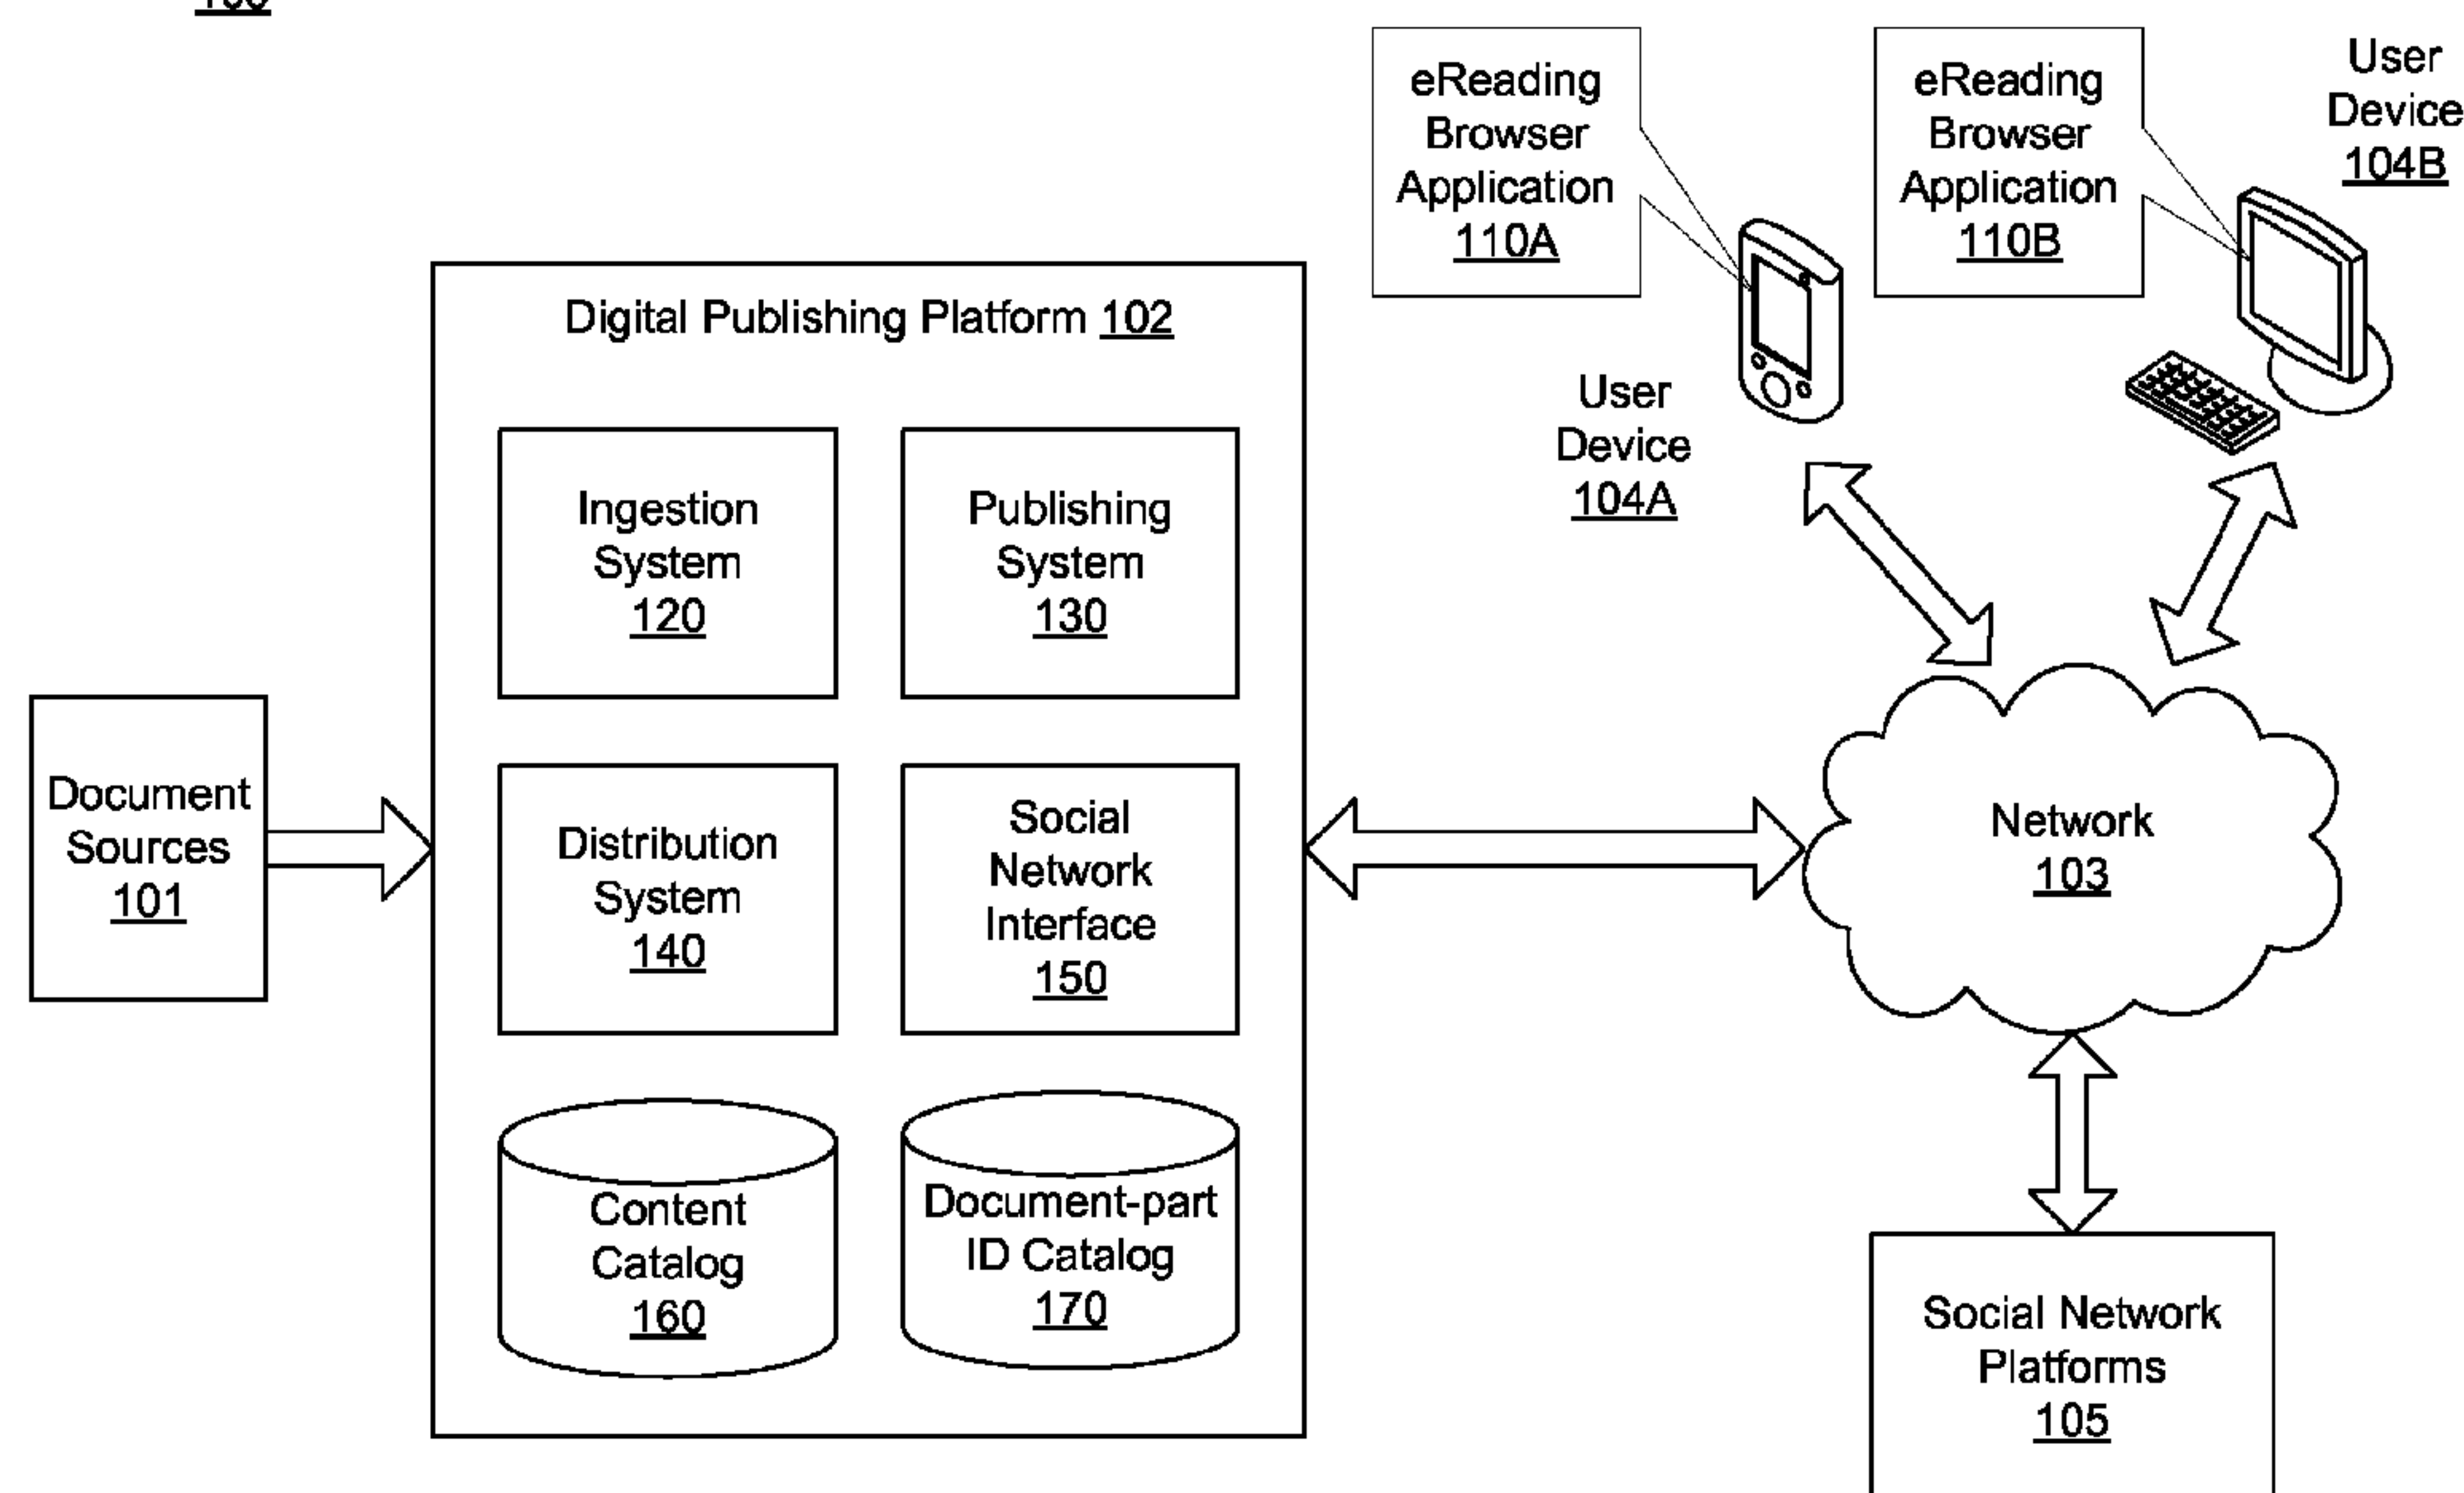 eReading
Browser
Application
110A
eReading
Browser
Application
110B
User
Device
104B
User
Device
104A
Digital Publishing Platform 102
Ingestion
System
120
Publishing
System
130
Document
Sources
101
Distribution
System
140
Social
Network
Interface
150
Network
103
Content
Catalog
160
Document-part
ID Catalog
170
Social Network
Platforms
105